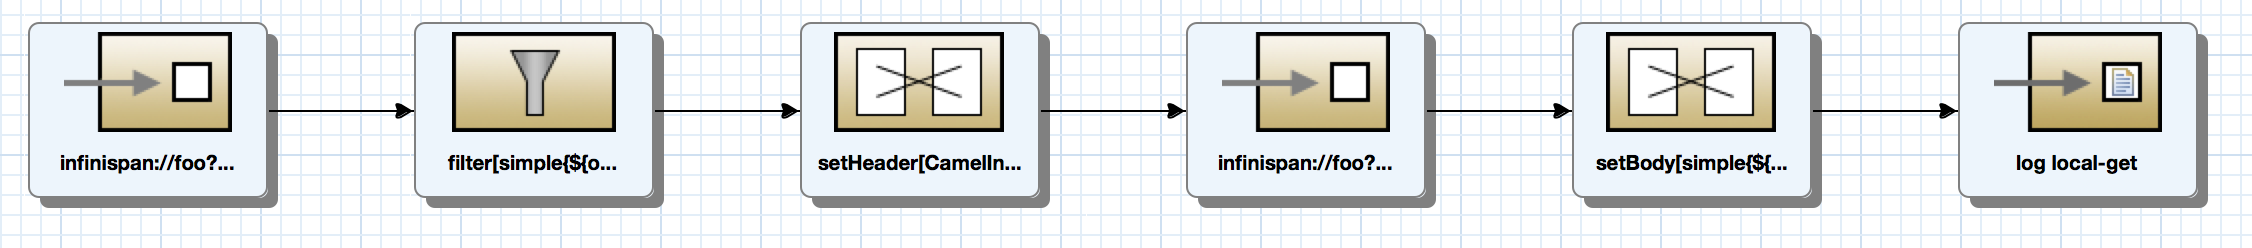 infinispan://foo?...
filter[simple{${o...
setHeader[CamelIn...
infinispan://foo?...
setBody[simple{${...
log local-get